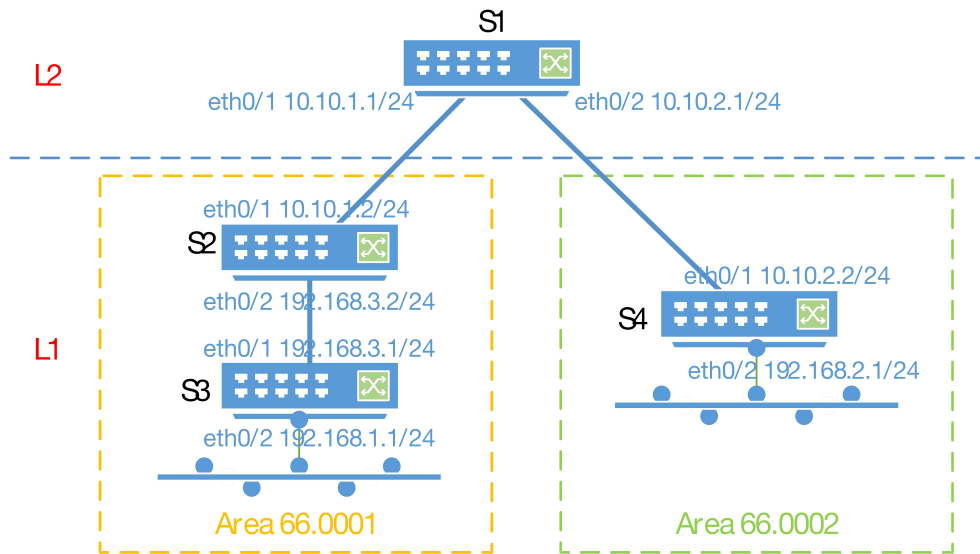 S1
L2
eth0/1 10.10.1.1/24
eth0/2 10.10.2.1/24
eth0/1 10.10.1.2/24
S2
eth0/2 192.168.3.2/24
eth0/1 10.10.2.2/24
S4
L1
eth0/1 192.168.3.1/24
eth0/2 192.168.2.1/24
S3
eth0/2 192.168.1.1/24
Area 66.0001
Area 66.0002